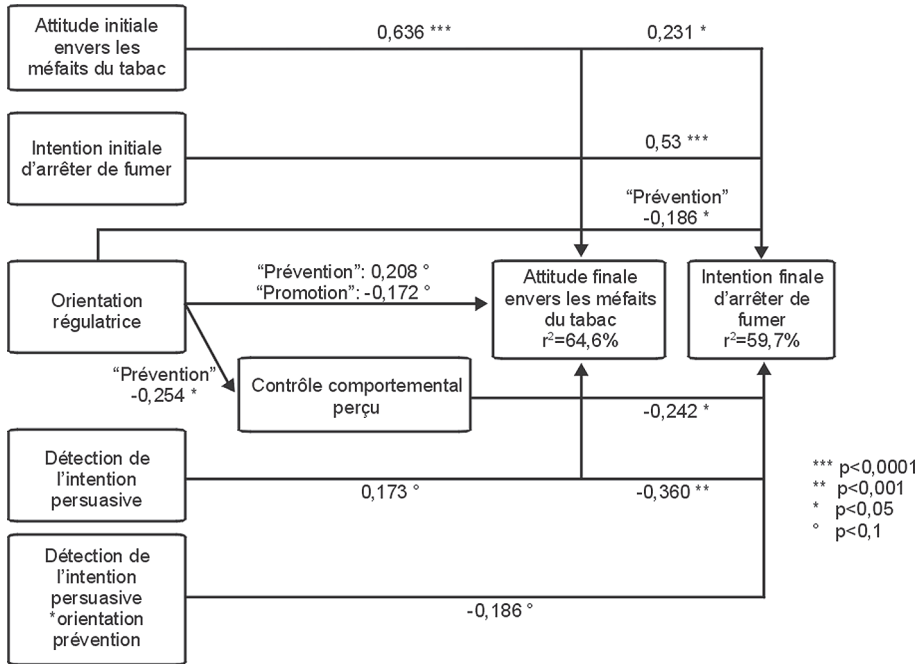 Attitude initiale
envers les
méfaits du tabac
0,636 ***
0,231 *
Intention initiale
d’arrêter de fumer
0,53 ***
“Prévention”
-0,186 *
Orientation
régulatrice
“Prévention”: 0,208 °
“Promotion”: -0,172 °
Attitude finale
envers les méfaits
du tabac
r²=64,6%
Intention finale
d’arrêter de
fumer
r²=59,7%
“Prévention”
-0,254 *
Contrôle comportemental
perçu
-0,242 *
Détection de
l’intention
persuasive
0,173 °
-0,360 **
*** p<0,0001
** p<0,001
* p<0,05
° p<0,1
Détection de
l’intention
persuasive
*orientation
prévention
-0,186 °